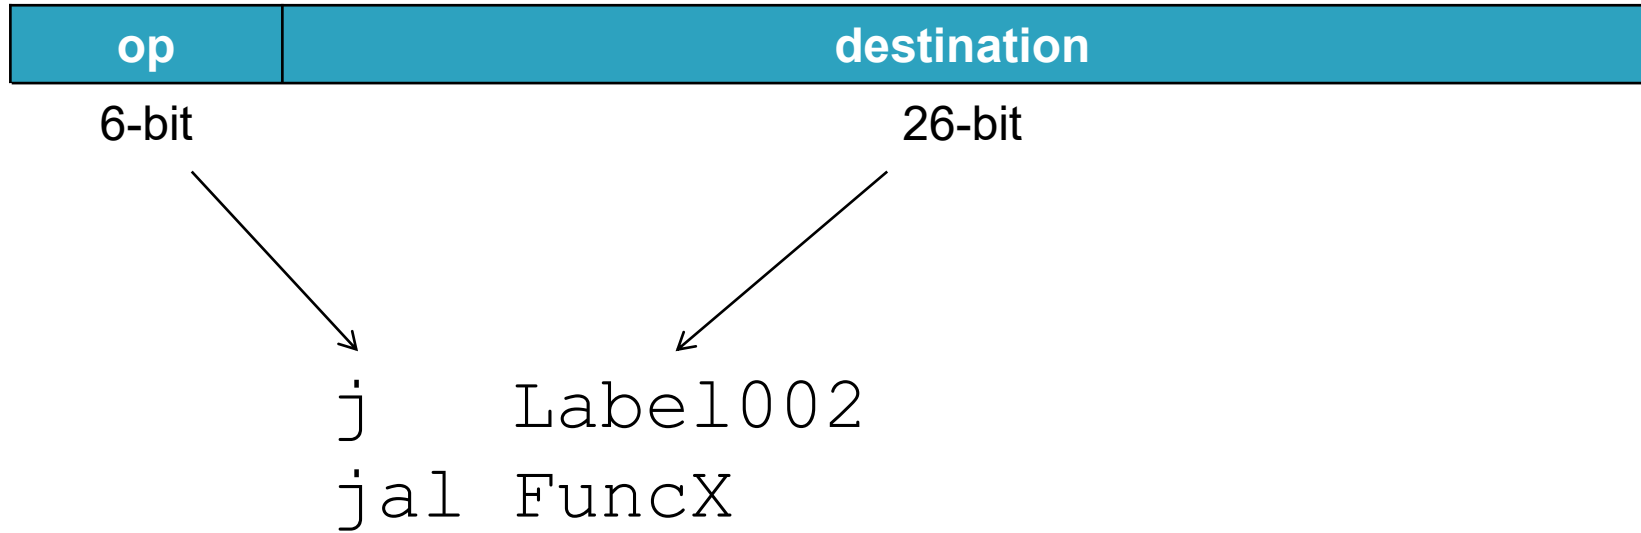 op destination
6-bit 26-bit
j Label002
jal FuncX